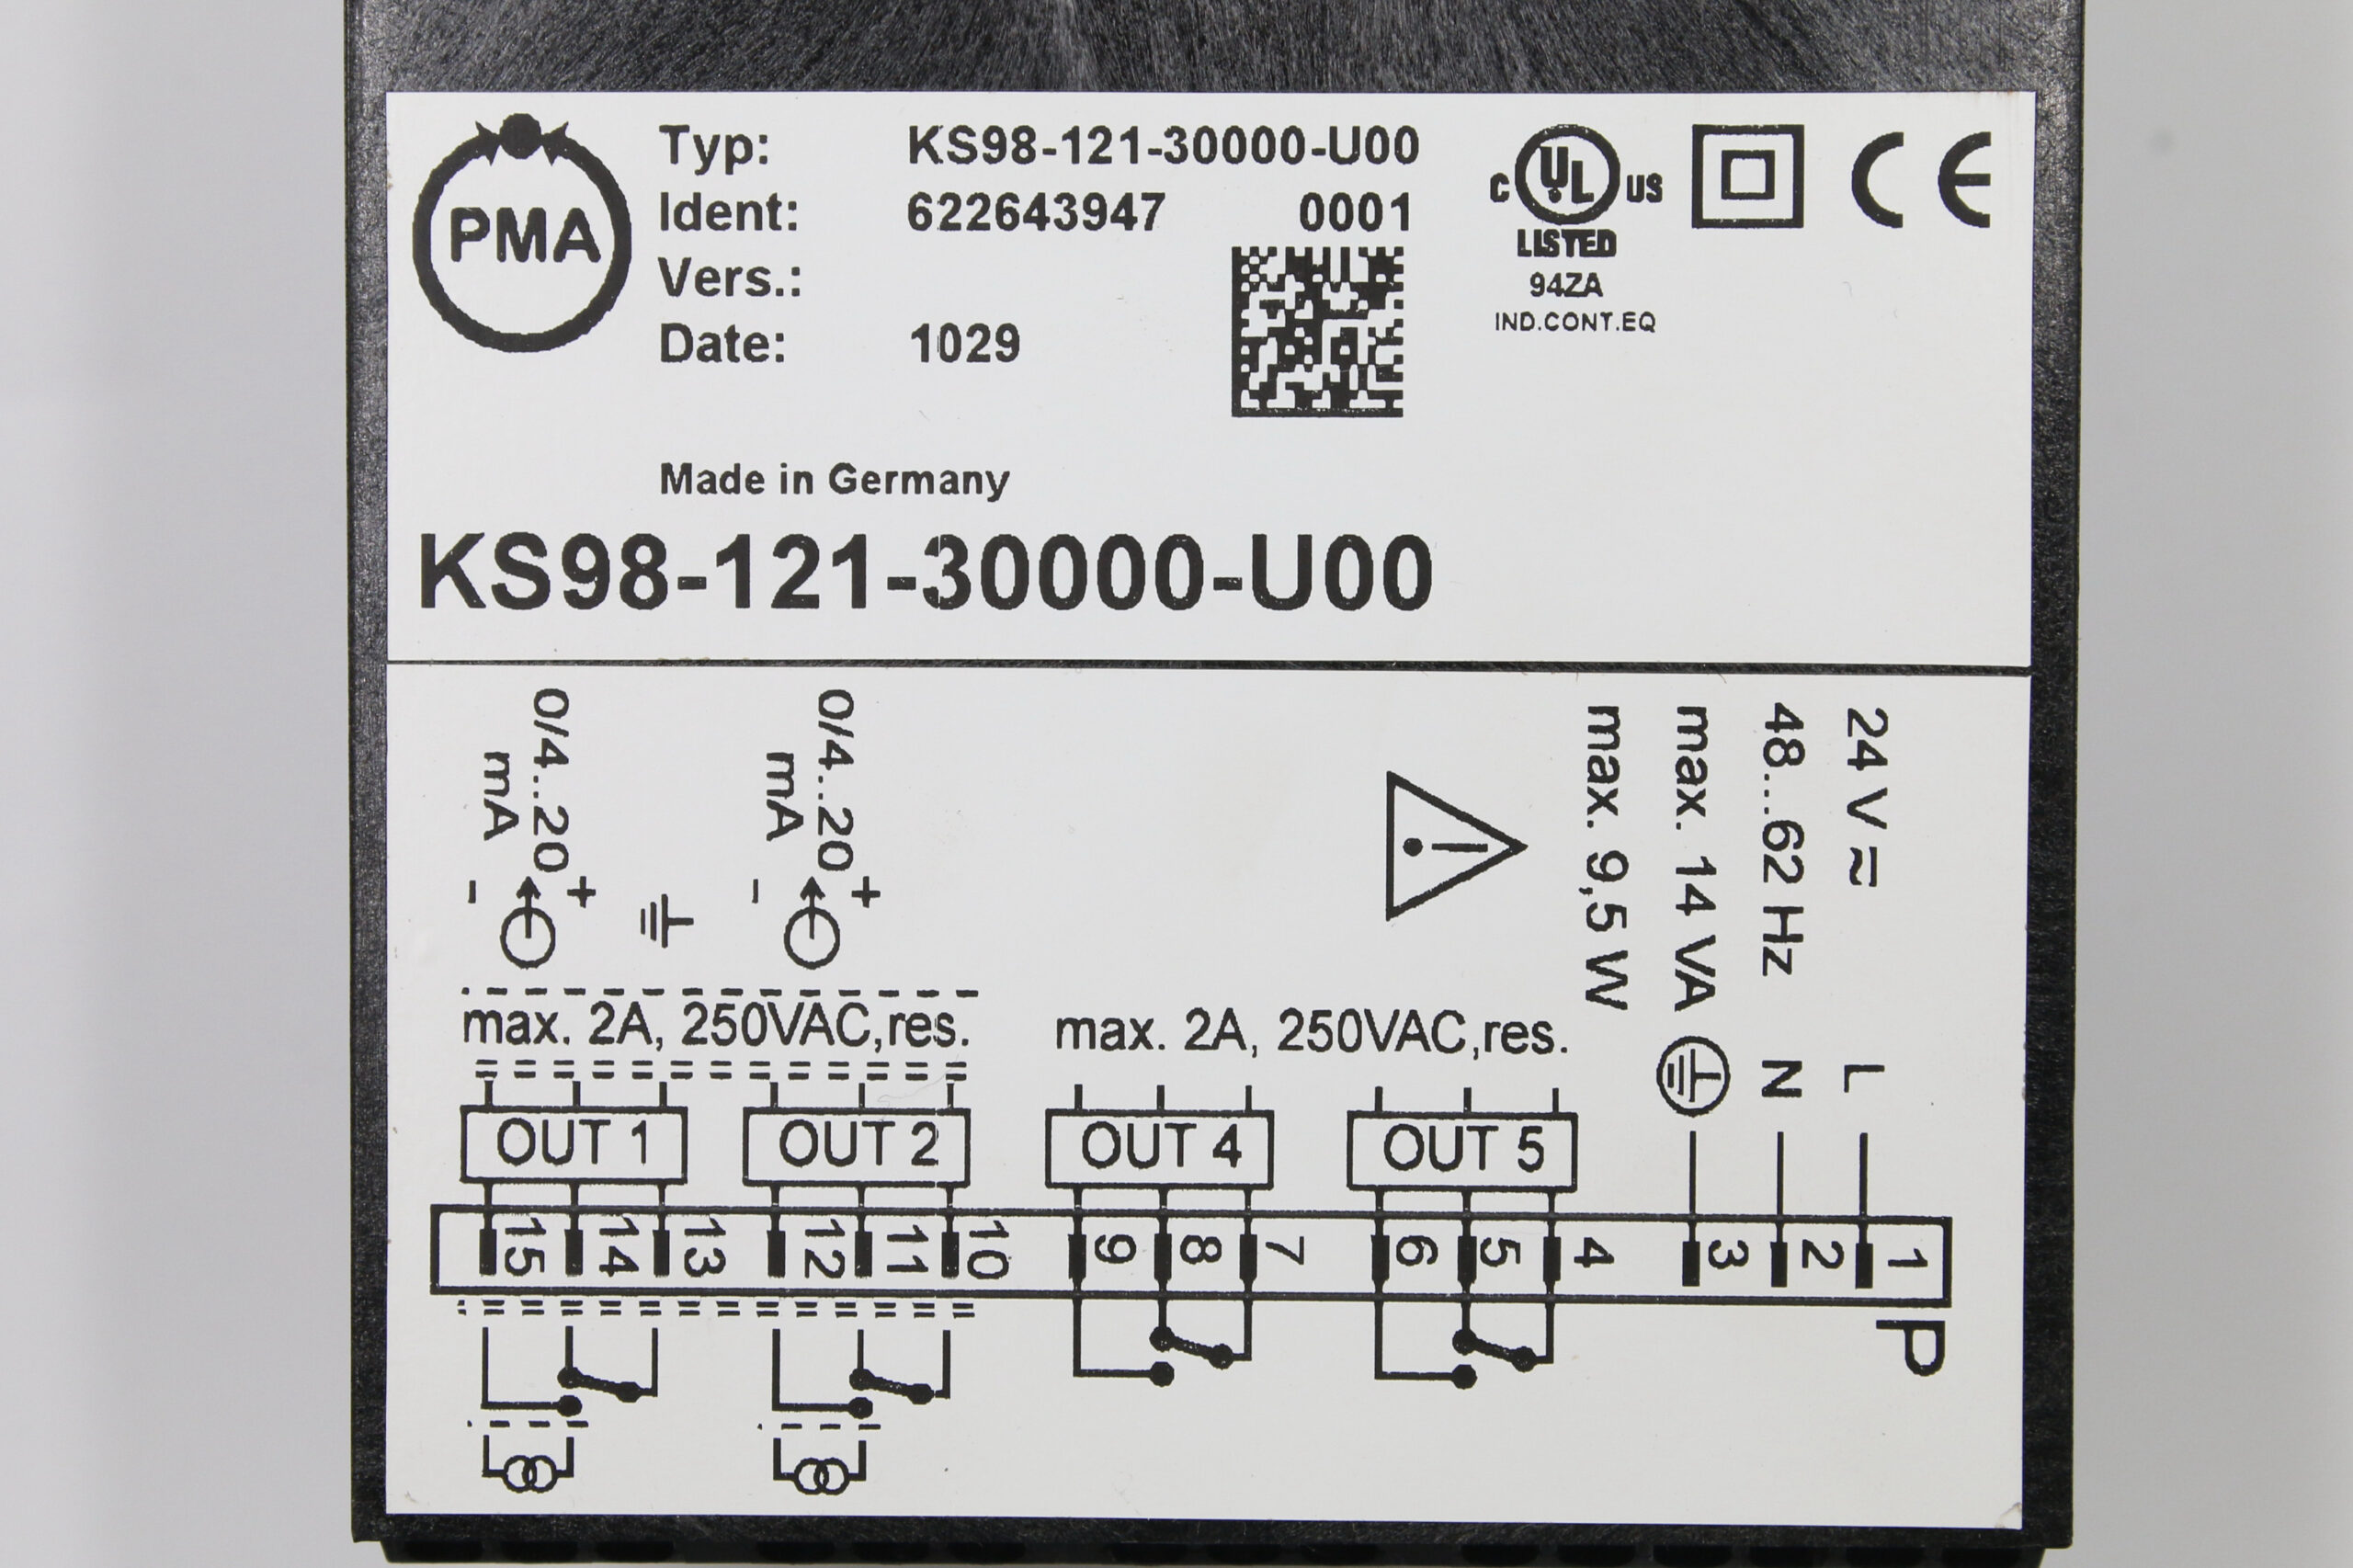 PMA
Typ: KS98-121-30000-U00
Ident: 622643947 0001
Vers.:
Date: 1029
Made in Germany
C UL US
LISTED
94ZA
IND.CONT.EQ
CE
KS98-121-30000-U00
0/4..20
mA
+
-
0/4..20
mA
+
-
24 V ≂
48...62 Hz
max. 14 VA
max. 9,5 W
L
N
max. 2A, 250VAC,res.
max. 2A, 250VAC,res.
OUT 1
OUT 2
OUT 4
OUT 5
15 14 13 12 11 10 9 8 7 6 5 4 3 2 1
P